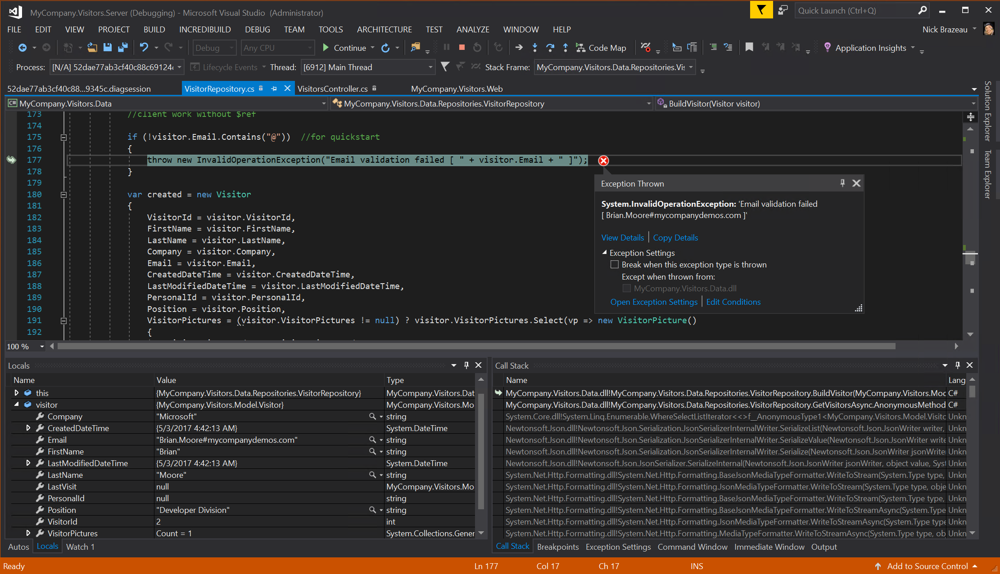 MyCompany.Visitors.Server (Debugging) - Microsoft Visual Studio (Administrator)
Quick Launch (Ctrl+Q)
FILE EDIT VIEW PROJECT BUILD INCREDIBUILD DEBUG TEAM TOOLS ARCHITECTURE TEST ANALYZE WINDOW HELP
Nick Brazeau
Debug Any CPU Continue Code Map Application Insights
Process: [N/A] 52dae77ab3cf40c88c69124 Lifecycle Events Thread: [6912] Main Thread Stack Frame: MyCompany.Visitors.Data.Repositories.Vis
52dae77ab3cf40c88...9345c.diagsession VisitorRepository.cs VisitorsController.cs MyCompany.Visitors.Web
C# MyCompany.Visitors.Data MyCompany.Visitors.Data.Repositories.VisitorRepository BuildVisitor(Visitor visitor)
Solution Explorer
Team Explorer
173 //client work without $ref
174
175 if (!visitor.Email.Contains("@")) //for quickstart
176 {
177 throw new InvalidOperationException("Email validation failed [ " + visitor.Email + " ]");
178 }
179
180 var created = new Visitor
181 {
182 VisitorId = visitor.VisitorId,
183 FirstName = visitor.FirstName,
184 LastName = visitor.LastName,
185 Company = visitor.Company,
186 Email = visitor.Email,
187 CreatedDateTime = visitor.CreatedDateTime,
188 LastModifiedDateTime = visitor.LastModifiedDateTime,
189 PersonalId = visitor.PersonalId,
190 Position = visitor.Position,
191 VisitorPictures = (visitor.VisitorPictures != null) ? visitor.VisitorPictures.Select(vp => new VisitorPicture()
192 {
Exception Thrown
System.InvalidOperationException: 'Email validation failed
[ Brian.Moore#mycompanydemos.com ]'
View Details Copy Details
Exception Settings
Break when this exception type is thrown
Except when thrown from:
MyCompany.Visitors.Data.dll
Open Exception Settings Edit Conditions
100 %
Locals
Name Value Type
this {MyCompany.Visitors.Data.Repositories.VisitorRepository} MyCompany.Visitors.Dat
visitor {MyCompany.Visitors.Model.Visitor} MyCompany.Visitors.Mo
Company "Microsoft" string
CreatedDateTime {5/3/2017 4:42:13 AM} System.DateTime
Email "Brian.Moore#mycompanydemos.com" string
FirstName "Brian" string
LastModifiedDateTime {5/3/2017 4:42:13 AM} System.DateTime
LastName "Moore" string
LastVisit null MyCompany.Visitors.Mo
PersonalId null string
Position "Developer Division" string
VisitorId 2 int
VisitorPictures Count = 1 System.Collections.Gener
Autos Locals Watch 1
Call Stack
Name Lang
MyCompany.Visitors.Data.dll!MyCompany.Visitors.Data.Repositories.VisitorRepository.BuildVisitor(MyCompany.Visitors.Moc C#
MyCompany.Visitors.Data.dll!MyCompany.Visitors.Data.Repositories.VisitorRepository.GetVisitorsAsync.AnonymousMethod C#
System.Core.dll!System.Linq.Enumerable.WhereSelectListIterator<<>f__AnonymousType1<MyCompany.Visitors.Model.Visitc Unkn
Newtonsoft.Json.dll!Newtonsoft.Json.Serialization.JsonSerializerInternalWriter.SerializeList(Newtonsoft.Json.JsonWriter writer, Unkn
Newtonsoft.Json.dll!Newtonsoft.Json.Serialization.JsonSerializerInternalWriter.SerializeValue(Newtonsoft.Json.JsonWriter write Unkn
Newtonsoft.Json.dll!Newtonsoft.Json.Serialization.JsonSerializerInternalWriter.Serialize(Newtonsoft.Json.JsonWriter jsonWriter Unkn
Newtonsoft.Json.dll!Newtonsoft.Json.JsonSerializer.SerializeInternal(Newtonsoft.Json.JsonWriter jsonWriter, object value, Syst Unkn
System.Net.Http.Formatting.dll!System.Net.Http.Formatting.BaseJsonMediaTypeFormatter.WriteToStream(System.Type type, Unkn
System.Net.Http.Formatting.dll!System.Net.Http.Formatting.JsonMediaTypeFormatter.WriteToStream(System.Type type, obje Unkn
System.Net.Http.Formatting.dll!System.Net.Http.Formatting.BaseJsonMediaTypeFormatter.WriteToStream(System.Type type, Unkn
System.Net.Http.Formatting.dll!System.Net.Http.Formatting.BaseJsonMediaTypeFormatter.WriteToStreamAsync(System.Type Unkn
System.Net.Http.Formatting.dll!System.Net.Http.Formatting.JsonMediaTypeFormatter.WriteToStreamAsync(System.Type type Unkn
System.Net.Http.Formatting.dll!System.Net.Http.Formatting.MediaTypeFormatter.WriteToStreamAsync(System.Type type, ob Unkn
Call Stack Breakpoints Exception Settings Command Window Immediate Window Output
Ready Ln 177 Col 17 Ch 17 INS Add to Source Control